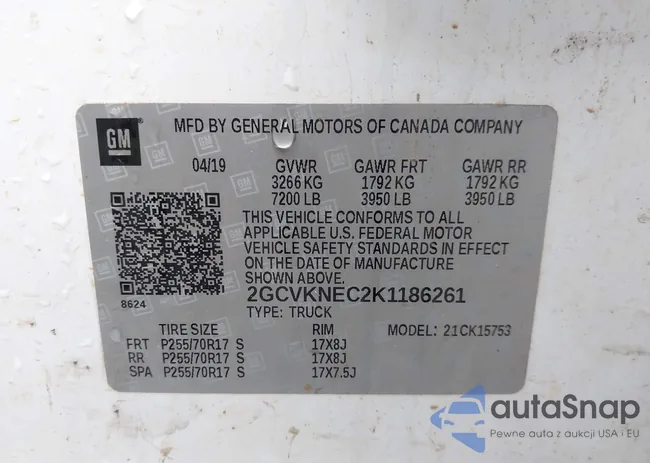 GM
MFD BY GENERAL MOTORS OF CANADA COMPANY
04/19 GVWR GAWR FRT GAWR RR
3266 KG 1792 KG 1792 KG
7200 LB 3950 LB 3950 LB
THIS VEHICLE CONFORMS TO ALL
APPLICABLE U.S. FEDERAL MOTOR
VEHICLE SAFETY STANDARDS IN EFFECT
ON THE DATE OF MANUFACTURE
SHOWN ABOVE.
8624
2GCVKNEC2K1186261
TYPE: TRUCK MODEL: 21CK15753
TIRE SIZE RIM
FRT P255/70R17 S 17X8J
RR P255/70R17 S 17X8J
SPA P255/70R17 S 17X7.5J
autaSnap
Pewne auta z aukcji USA i EU